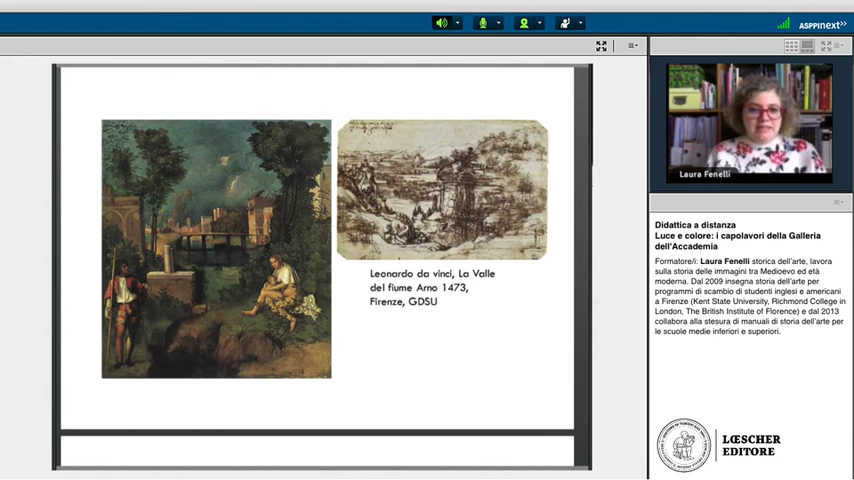 ASPPInext>>
Laura Fenelli
Leonardo da vinci, La Valle
del fiume Arno 1473,
Firenze, GDSU
Didattica a distanza
Luce e colore: i capolavori della Galleria
dell'Accademia
Formatore/i: Laura Fenelli storica dell'arte, lavora
sulla storia delle immagini tra Medioevo ed età
moderna. Dal 2009 insegna storia dell'arte per
programmi di scambio di studenti inglesi e americani
a Firenze (Kent State University, Richmond College in
London, The British Institute of Florence) e dal 2013
collabora alla stesura di manuali di storia dell'arte per
le scuole medie inferiori e superiori.
LŒSCHER
EDITORE